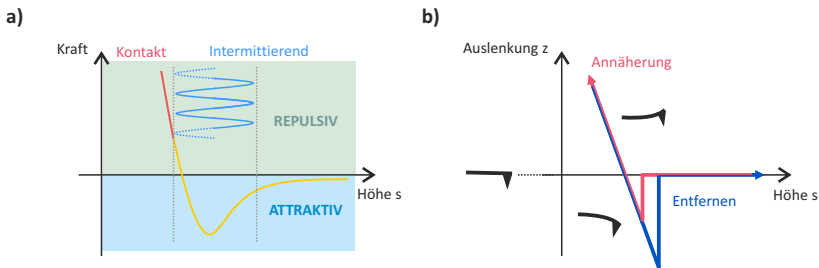 a)
Kraft
Kontakt
Intermittierend
REPULSIV
Höhe s
ATTRAKTIV
b)
Auslenkung z
Annäherung
Höhe s
Entfernen